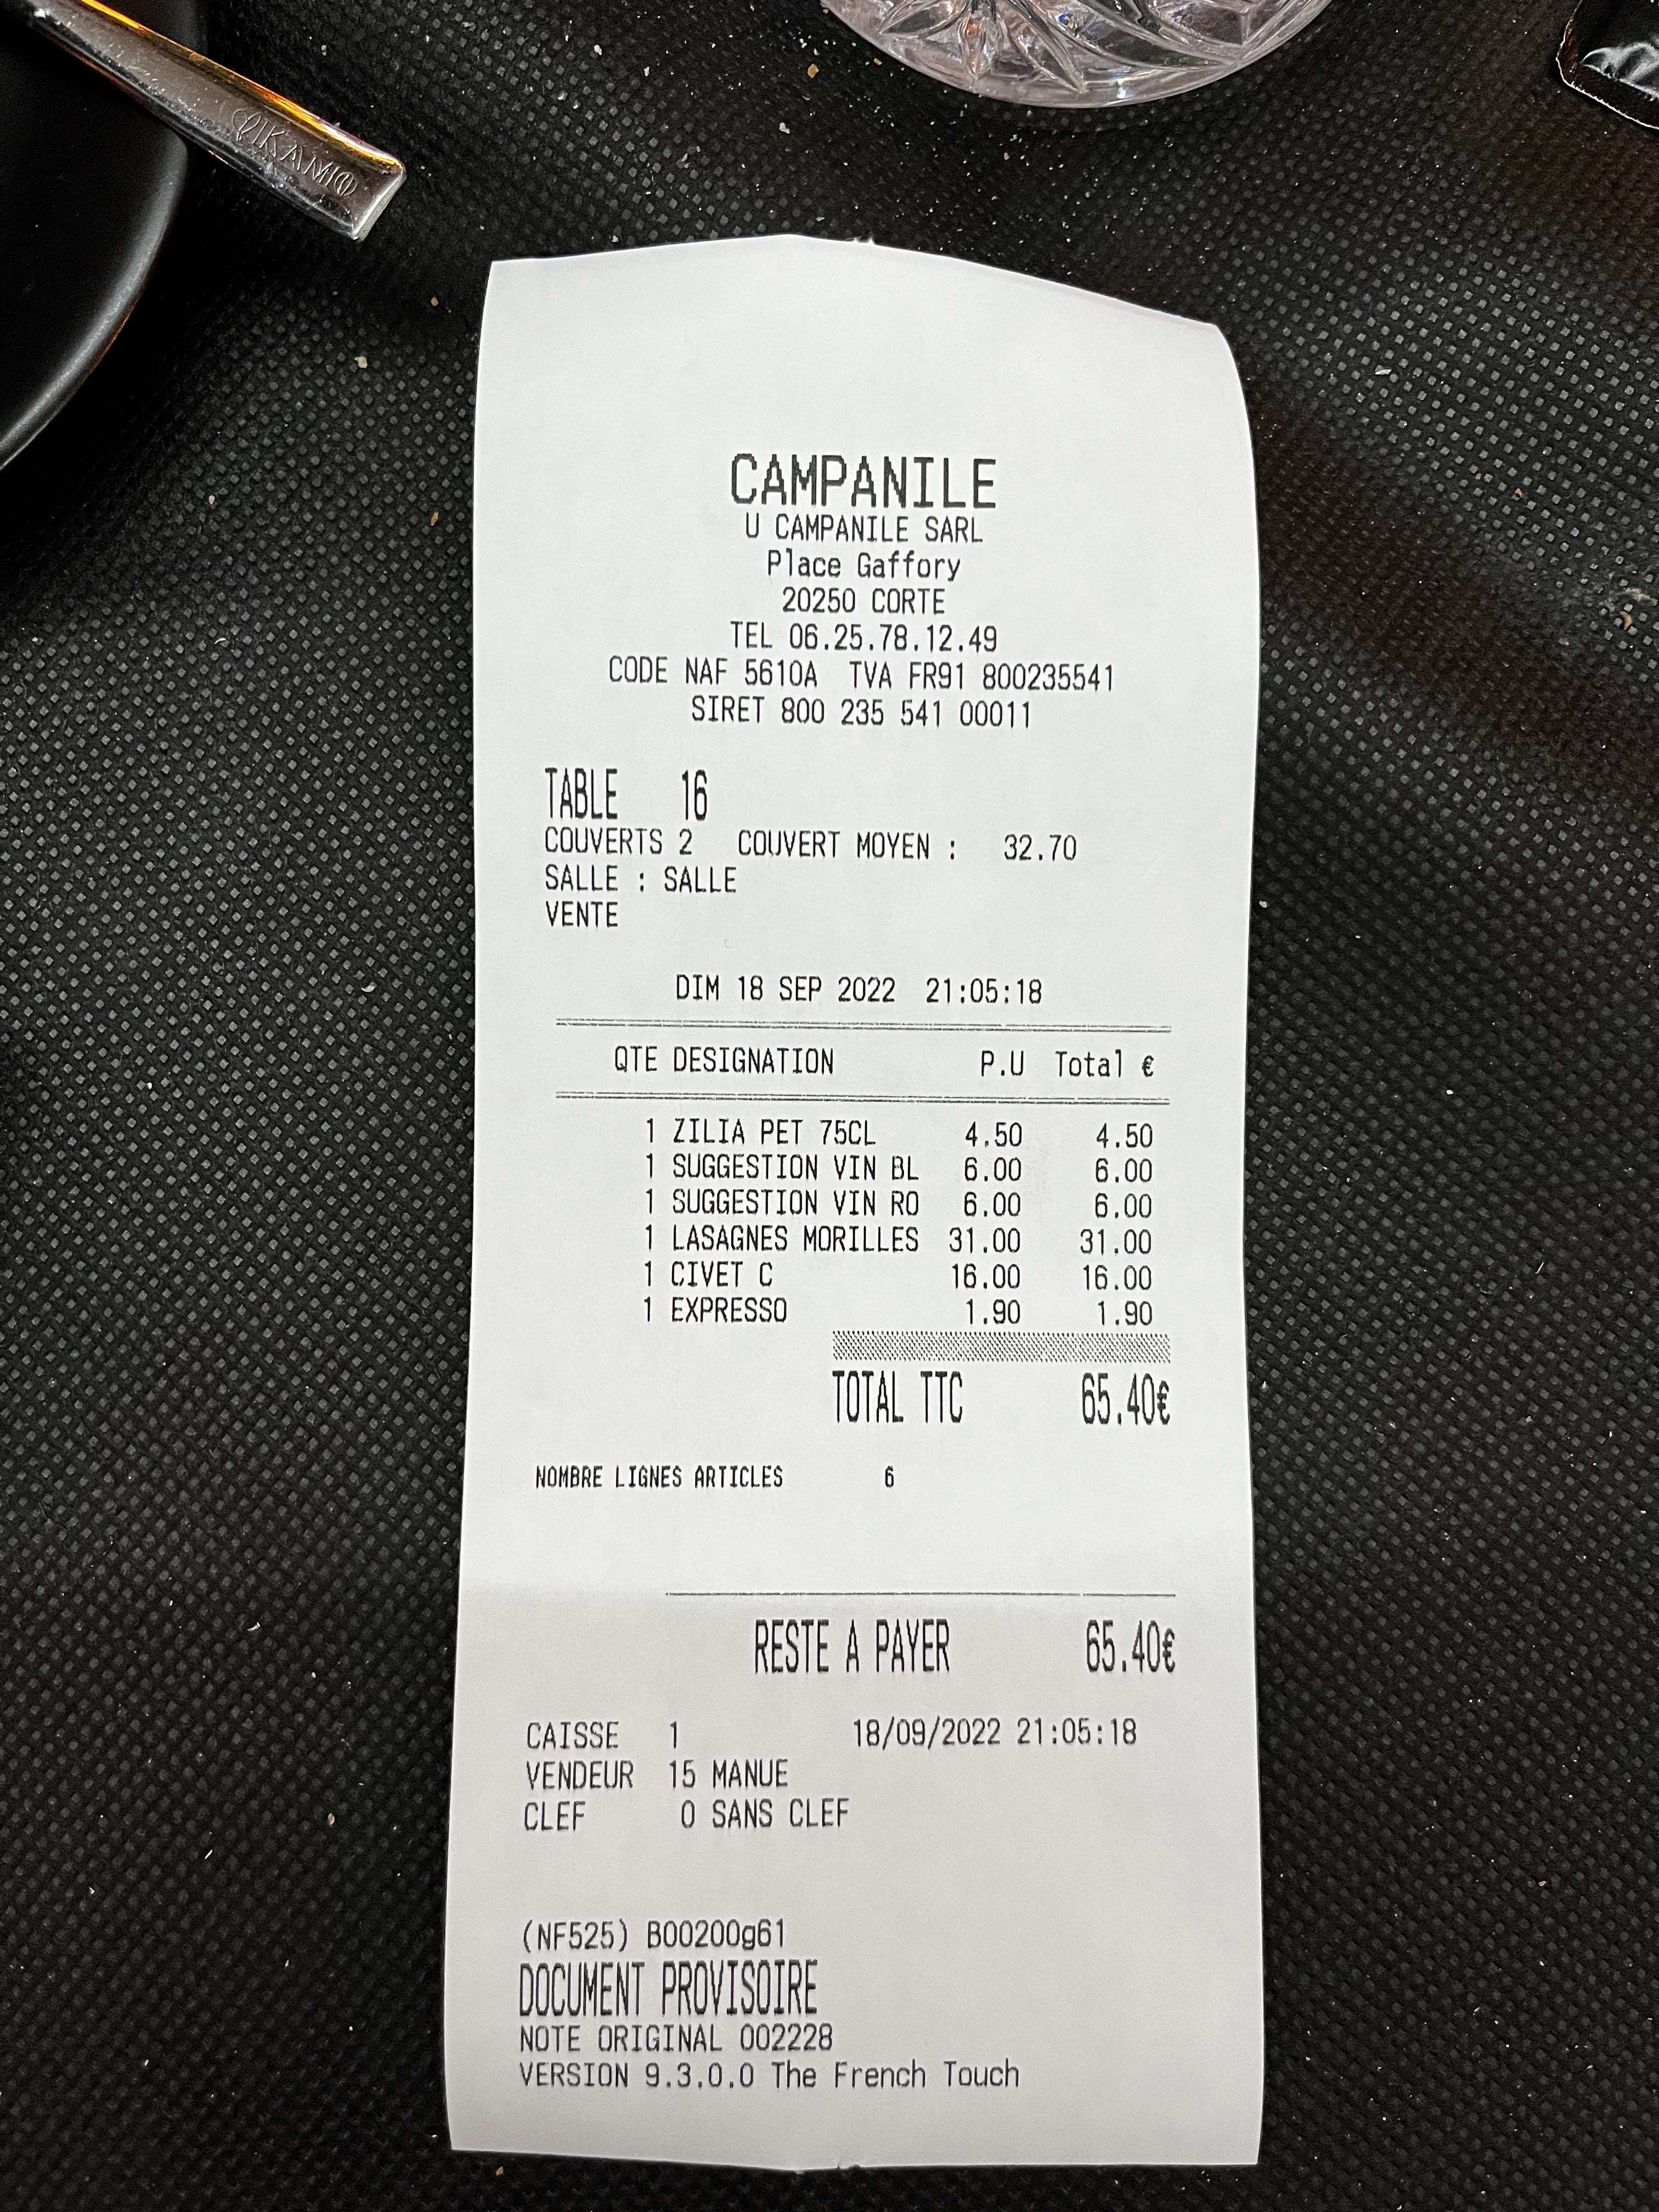 CAMPANILE
U CAMPANILE SARL
Place Gaffory
20250 CORTE
TEL 06.25.78.12.49
CODE NAF 5610A TVA FR91 800235541
SIRET 800 235 541 00011
TABLE 16
COUVERTS 2 COUVERT MOYEN : 32.70
SALLE : SALLE
VENTE
DIM 18 SEP 2022 21:05:18
QTE DESIGNATION P.U Total €
1 ZILIA PET 75CL 4.50 4.50
1 SUGGESTION VIN BL 6.00 6.00
1 SUGGESTION VIN RO 6.00 6.00
1 LASAGNES MORILLES 31.00 31.00
1 CIVET C 16.00 16.00
1 EXPRESSO 1.90 1.90
TOTAL TTC 65.40€
NOMBRE LIGNES ARTICLES 6
RESTE A PAYER 65.40€
CAISSE 1 18/09/2022 21:05:18
VENDEUR 15 MANUE
CLEF 0 SANS CLEF
(NF525) B00200g61
DOCUMENT PROVISOIRE
NOTE ORIGINAL 002228
VERSION 9.3.0.0 The French Touch